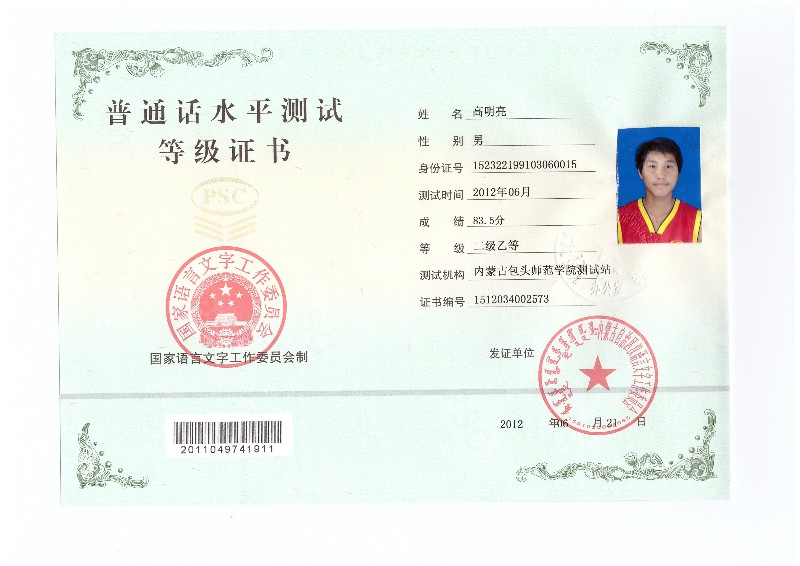 普通话水平测试
等级证书
PSC
国家语言文字工作委员会
国家语言文字工作委员会制
2011049741911
姓 名 高明亮
性 别 男
身份证号 152322199103060015
测试时间 2012年06月
成 绩 83.5分
等 级 二级乙等
测试机构 内蒙古包头师范学院测试站
办公室
证书编号 1512034002573
发证单位
2012 年06 月21 日